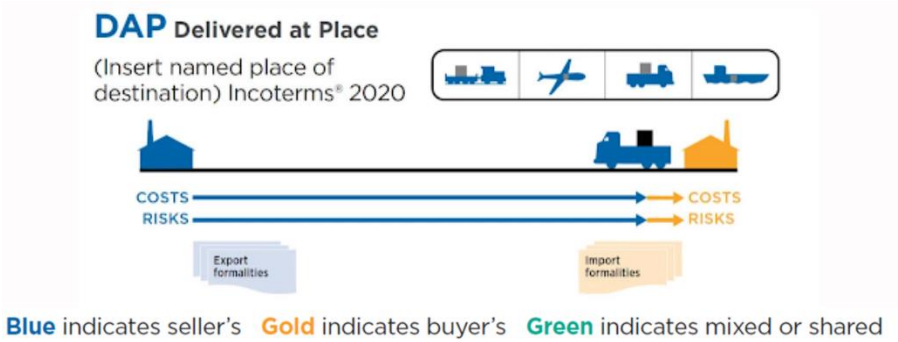 DAP Delivered at Place
(Insert named place of
destination) Incoterms® 2020
COSTS COSTS
RISKS RISKS
Export
formalities
Import
formalities
Blue indicates seller's Gold indicates buyer's Green indicates mixed or shared